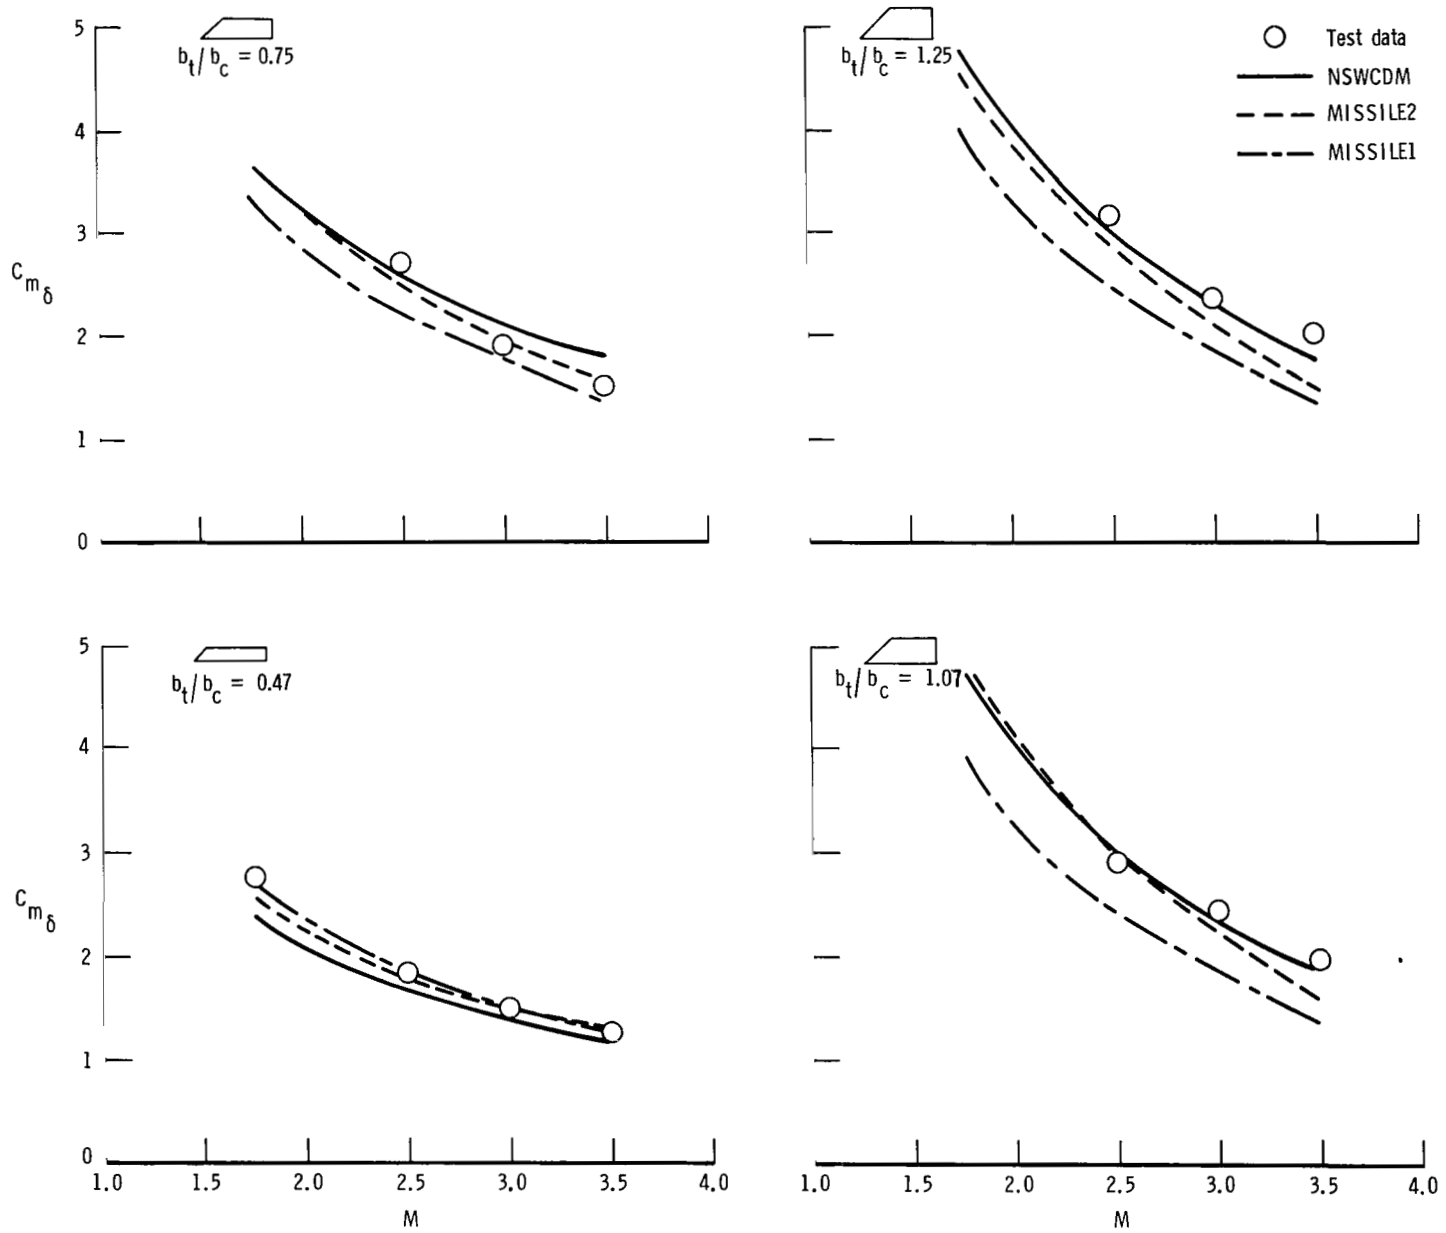 5
4
3
2
1
0
C_mδ
b_t/b_c = 0.75
b_t/b_c = 1.25
Test data
NSWCDM
MISSILE2
MISSILE1
5
4
3
2
1
0
C_mδ
b_t/b_c = 0.47
b_t/b_c = 1.07
1.0 1.5 2.0 2.5 3.0 3.5 4.0
M
1.0 1.5 2.0 2.5 3.0 3.5 4.0
M